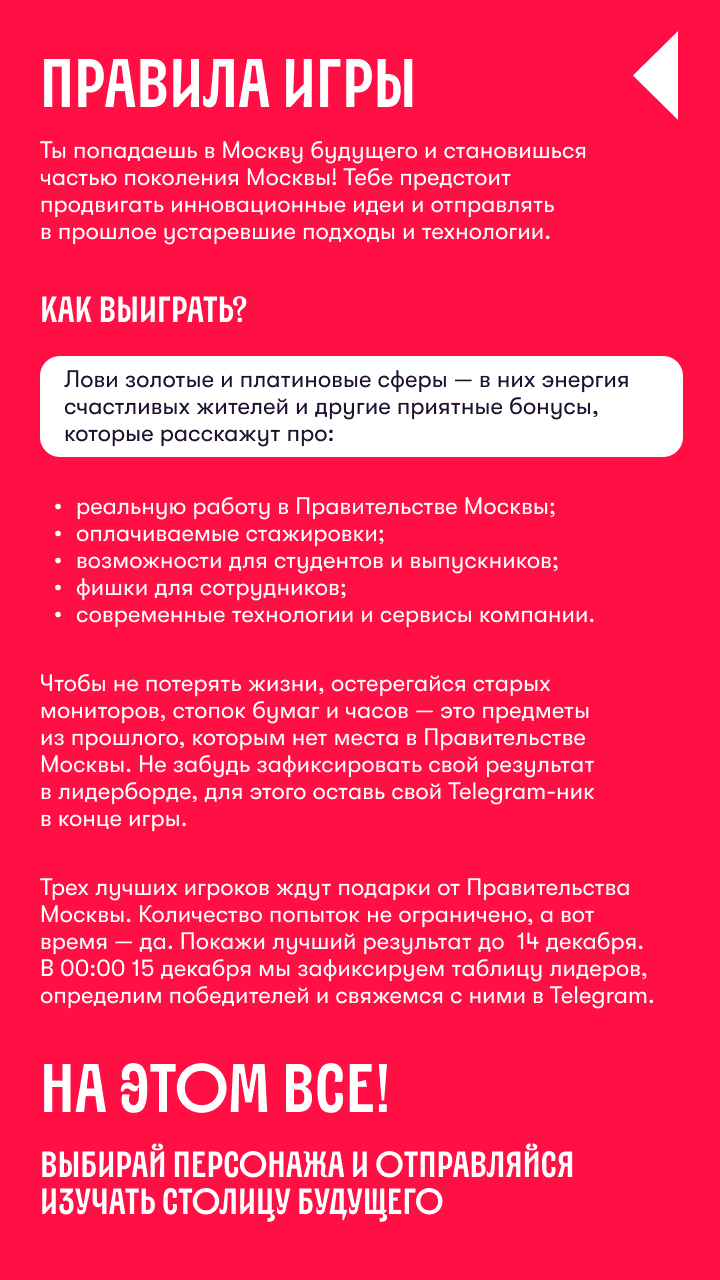 ПРАВИЛА ИГРЫ
Ты попадаешь в Москву будущего и становишься
частью поколения Москвы! Тебе предстоит
продвигать инновационные идеи и отправлять
в прошлое устаревшие подходы и технологии.
КАК ВЫИГРАТЬ?
Лови золотые и платиновые сферы — в них энергия
счастливых жителей и другие приятные бонусы,
которые расскажут про:
• реальную работу в Правительстве Москвы;
• оплачиваемые стажировки;
• возможности для студентов и выпускников;
• фишки для сотрудников;
• современные технологии и сервисы компании.
Чтобы не потерять жизни, остерегайся старых
мониторов, стопок бумаг и часов — это предметы
из прошлого, которым нет места в Правительстве
Москвы. Не забудь зафиксировать свой результат
в лидерборде, для этого оставь свой Telegram-ник
в конце игры.
Трех лучших игроков ждут подарки от Правительства
Москвы. Количество попыток не ограничено, а вот
время — да. Покажи лучший результат до 14 декабря.
В 00:00 15 декабря мы зафиксируем таблицу лидеров,
определим победителей и свяжемся с ними в Telegram.
НА ЭТОМ ВСЕ!
ВЫБИРАЙ ПЕРСОНАЖА И ОТПРАВЛЯЙСЯ
ИЗУЧАТЬ СТОЛИЦУ БУДУЩЕГО